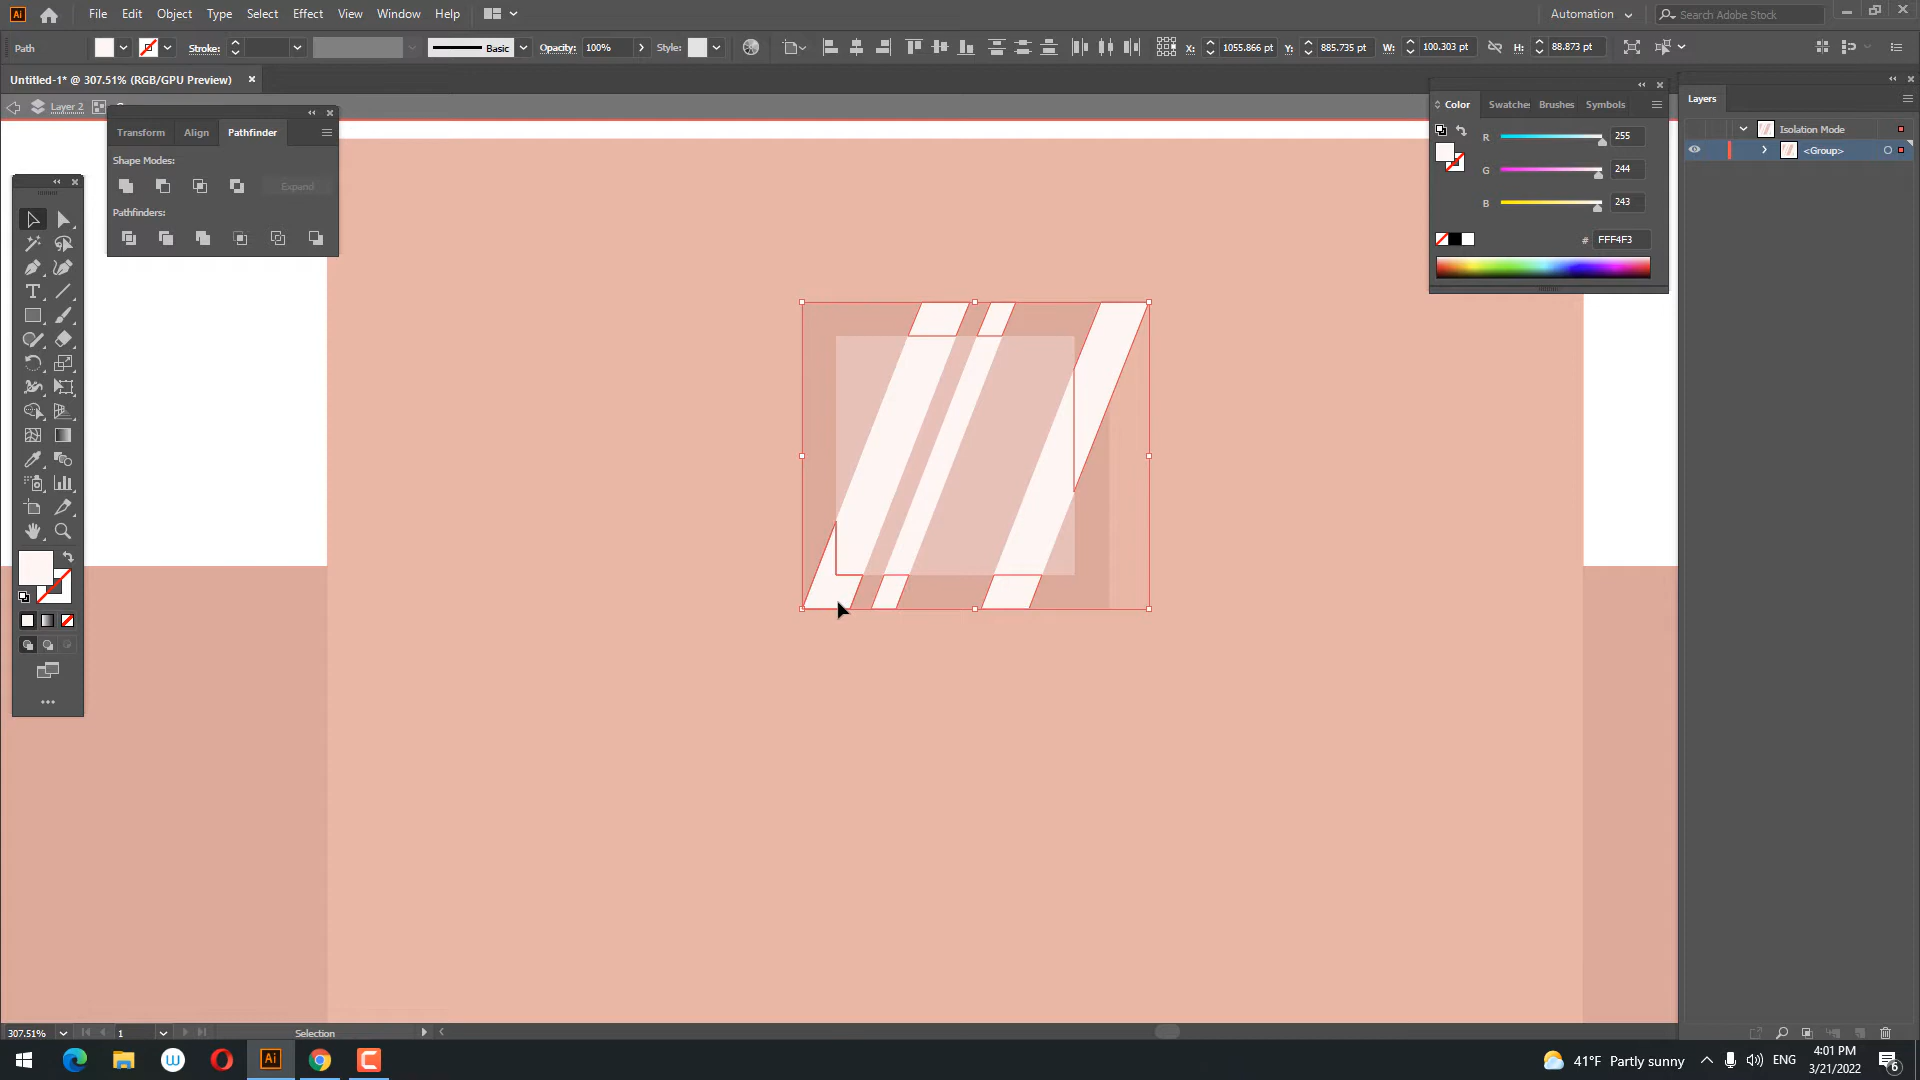 Ai File Edit Object Type Select Effect View Window Help Automation Search Adobe Stock
Path Stroke: Basic Opacity: 100% Style: X: 1055.866 pt Y: 885.735 pt W: 100.303 pt H: 88.873 pt
Untitled-1* @ 307.51% (RGB/GPU Preview)
Layer 2
Transform Align Pathfinder
Shape Modes:
Expand
Pathfinders:
Color Swatches Brushes Symbols
R 255
G 244
B 243
# FFF4F3
Layers
Isolation Mode
<Group>
307.51% 1 Selection
Ai 41°F Partly sunny ENG 4:01 PM
3/21/2022 6